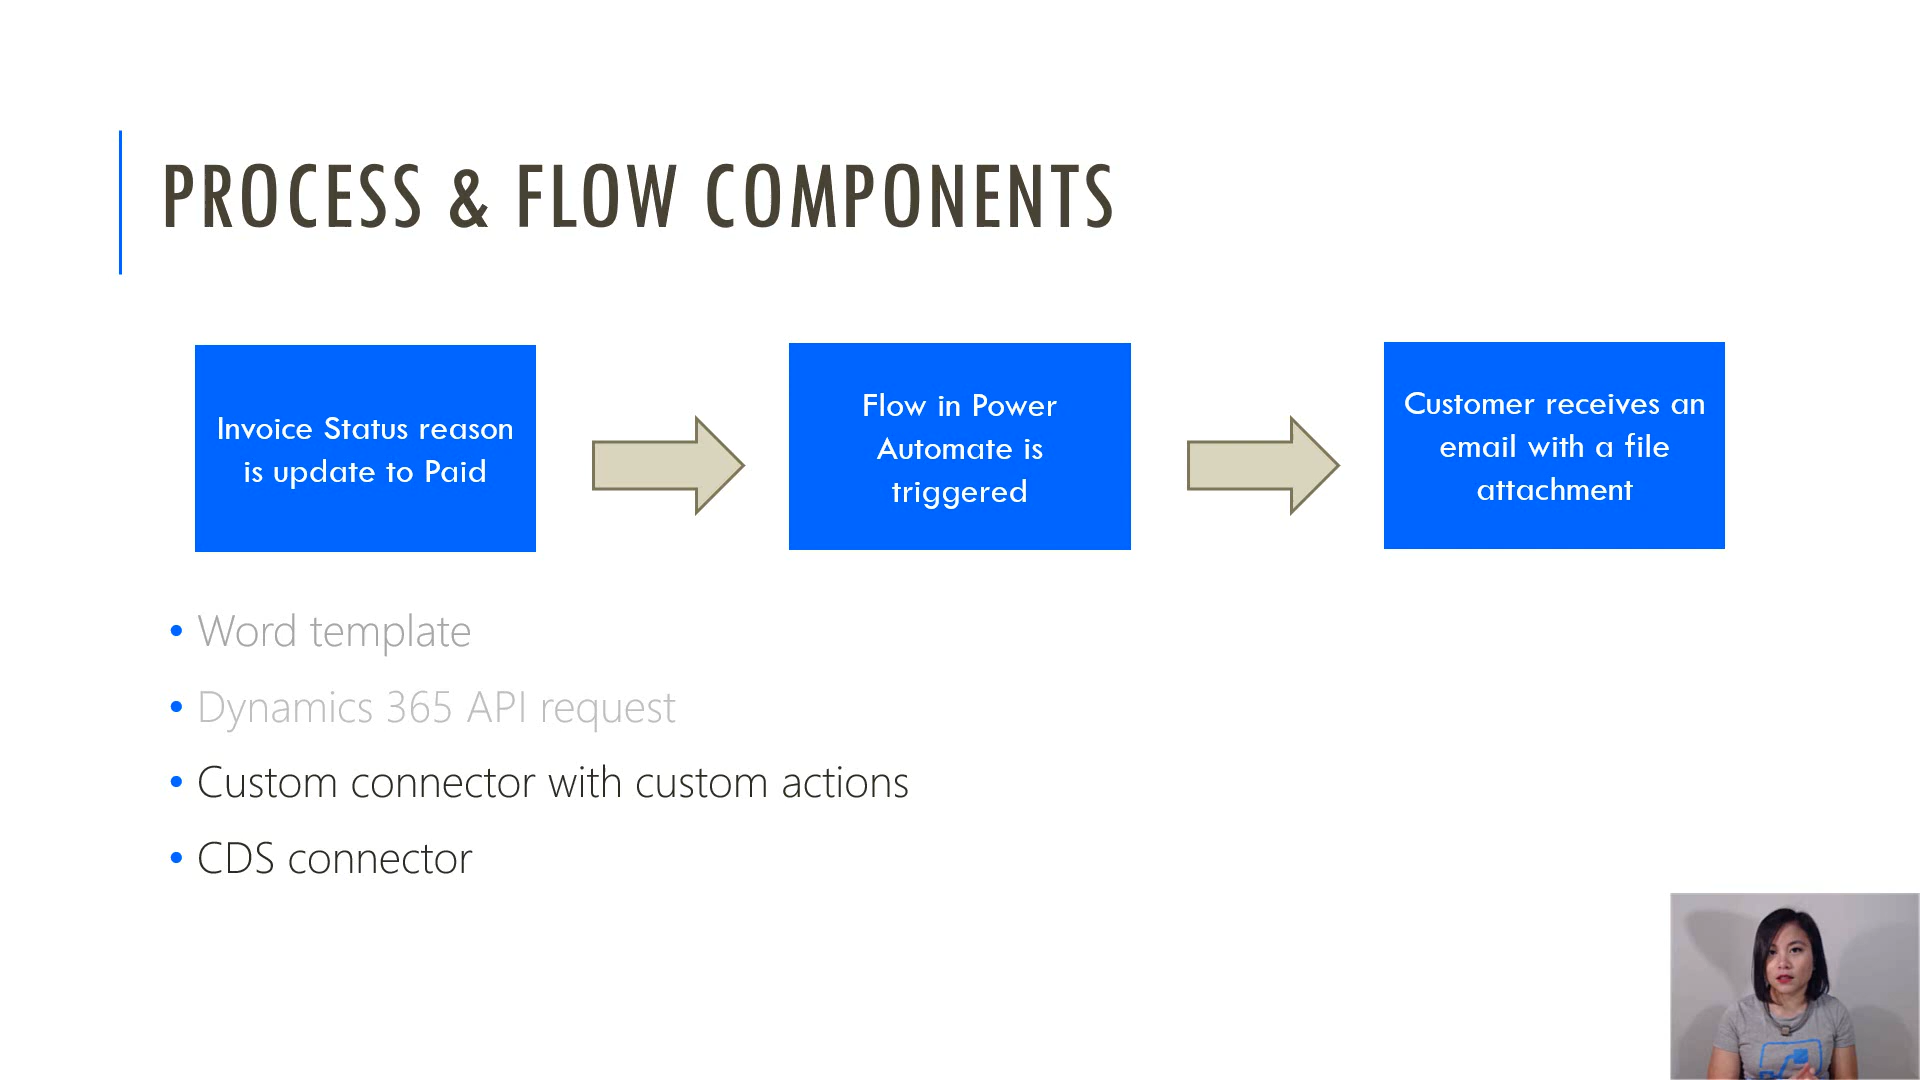 PROCESS & FLOW COMPONENTS
Invoice Status reason
is update to Paid
Flow in Power
Automate is
triggered
Customer receives an
email with a file
attachment
• Word template
• Dynamics 365 API request
• Custom connector with custom actions
• CDS connector